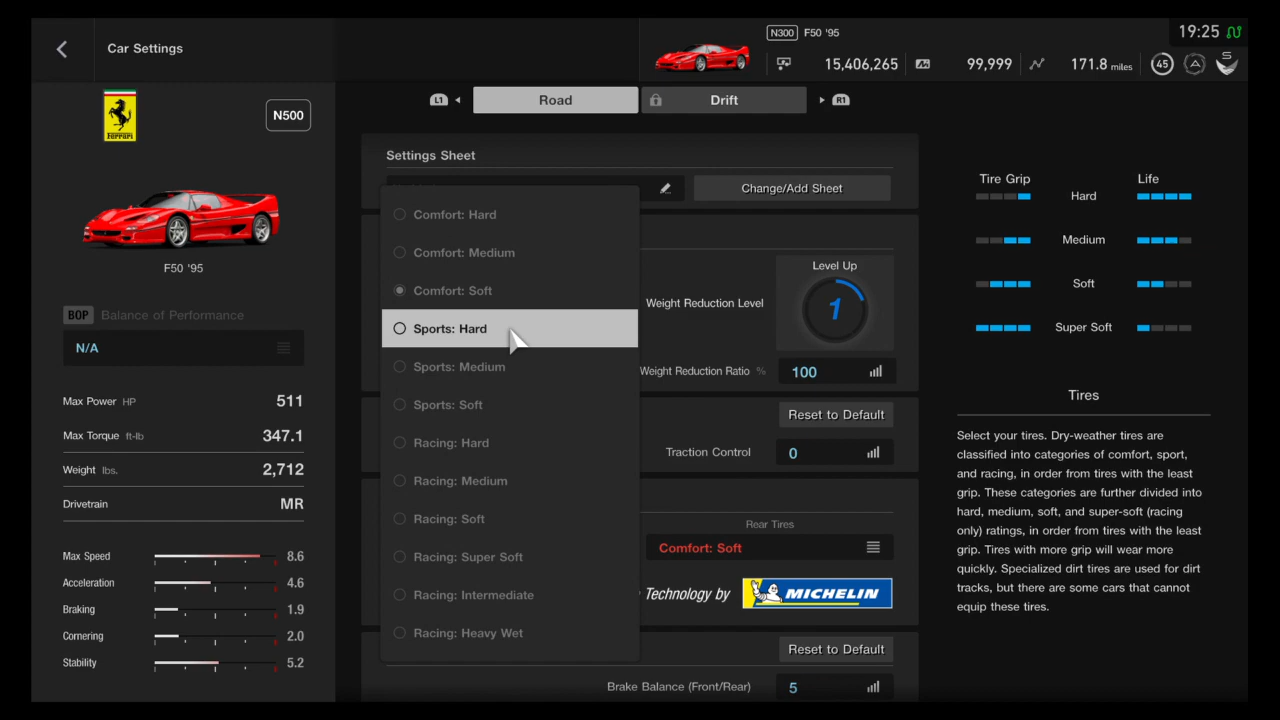 Car Settings
N300 F50 '95
19:25
15,406,265 99,999 171.8 miles 45 S
Ferrari
N500
F50 '95
BOP Balance of Performance
N/A
Max Power HP 511
Max Torque ft-lb 347.1
Weight lbs. 2,712
Drivetrain MR
Max Speed 8.6
Acceleration 4.6
Braking 1.9
Cornering 2.0
Stability 5.2
L1 Road Drift R1
Settings Sheet
Change/Add Sheet
Comfort: Hard
Comfort: Medium
Comfort: Soft
Sports: Hard
Sports: Medium
Sports: Soft
Racing: Hard
Racing: Medium
Racing: Soft
Racing: Super Soft
Racing: Intermediate
Racing: Heavy Wet
Level Up
Weight Reduction Level 1
Weight Reduction Ratio % 100
Reset to Default
Traction Control 0
Rear Tires
Comfort: Soft
Technology by MICHELIN
Reset to Default
Brake Balance (Front/Rear) 5
Tire Grip Life
Hard
Medium
Soft
Super Soft
Tires
Select your tires. Dry-weather tires are
classified into categories of comfort, sport,
and racing, in order from tires with the least
grip. These categories are further divided into
hard, medium, soft, and super-soft (racing
only) ratings, in order from tires with the least
grip. Tires with more grip will wear more
quickly. Specialized dirt tires are used for dirt
tracks, but there are some cars that cannot
equip these tires.